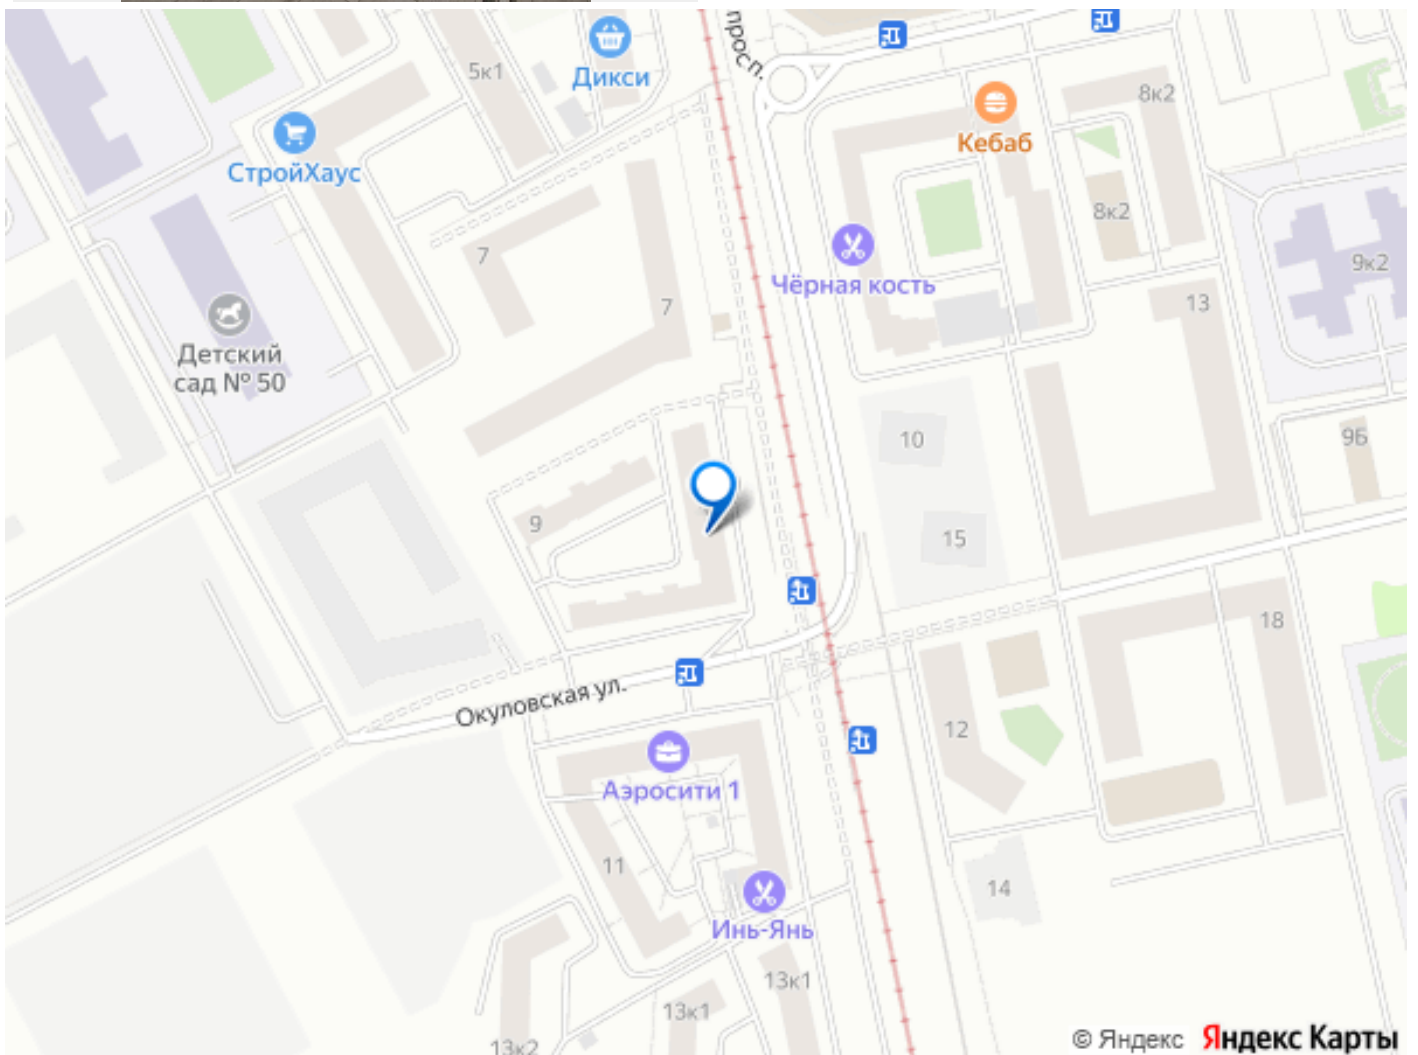 просп.
Дикси
5к1
8к2
Кебаб
СтройХаус
8к2
7
9к2
Чёрная кость
7
13
Детский
сад № 50
10
9Б
9
15
18
Окуловская ул.
12
Аэросити 1
11
14
Инь-Янь
13к1
13к1
13к2
© Яндекс Яндекс Карты